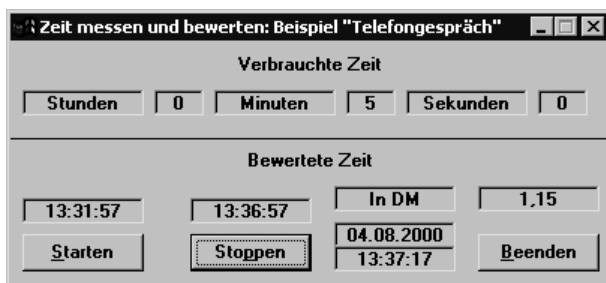 Zeit messen und bewerten: Beispiel "Telefongespräch"
Verbrauchte Zeit
Stunden 0 Minuten 5 Sekunden 0
Bewertete Zeit
13:31:57 13:36:57 In DM 1,15
04.08.2000
Starten Stoppen 13:37:17 Beenden